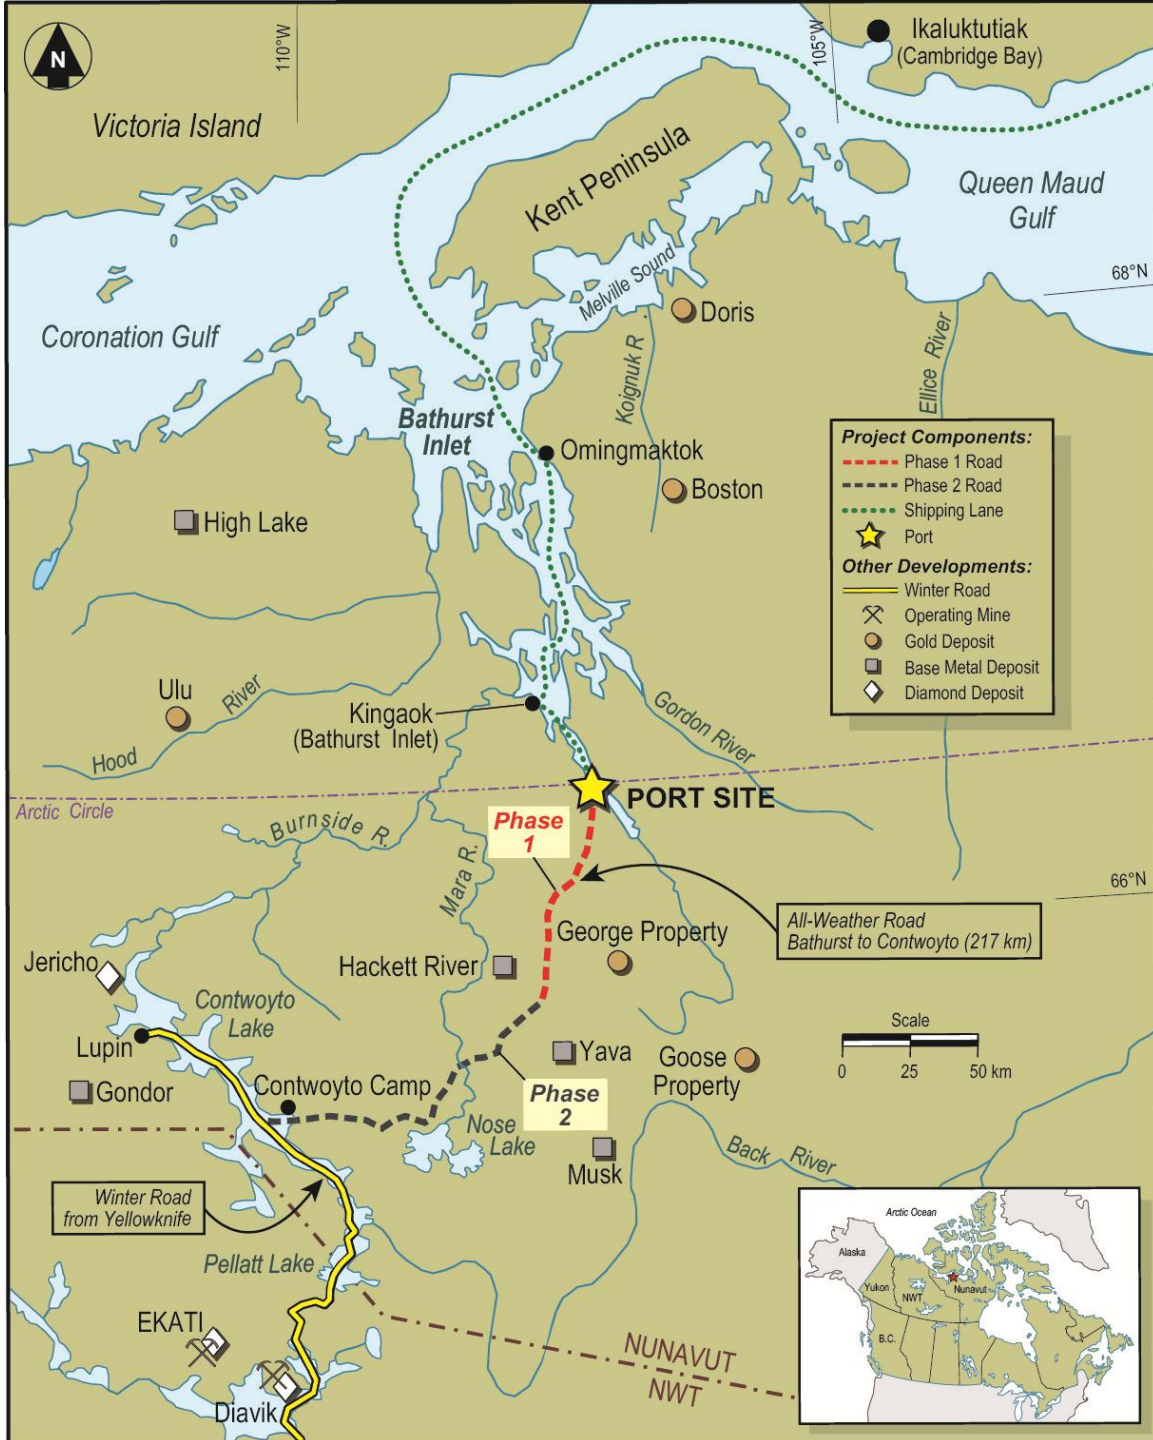 N
110°W
105°W
Ikaluktutiak
(Cambridge Bay)
Victoria Island
Kent Peninsula
Queen Maud
Gulf
Melville Sound
68°N
Coronation Gulf
Doris
Koignuk R.
Ellice River
Bathurst
Inlet
Omingmaktok
Boston
High Lake
Project Components:
Phase 1 Road
Phase 2 Road
Shipping Lane
Port
Other Developments:
Winter Road
Operating Mine
Gold Deposit
Base Metal Deposit
Diamond Deposit
Ulu
Hood River
Kingaok
(Bathurst Inlet)
Gordon River
Arctic Circle
PORT SITE
Burnside R.
Phase
1
Mara R.
66°N
All-Weather Road
Bathurst to Contwoyto (217 km)
George Property
Hackett River
Jericho
Contwoyto
Lake
Lupin
Scale
0 25 50 km
Yava
Goose
Property
Gondor
Contwoyto Camp
Phase
2
Nose
Lake
Musk
Back River
Winter Road
from Yellowknife
Pellatt Lake
EKATI
Diavik
NUNAVUT
NWT
Arctic Ocean
Alaska
Yukon
NWT
Nunavut
B.C.